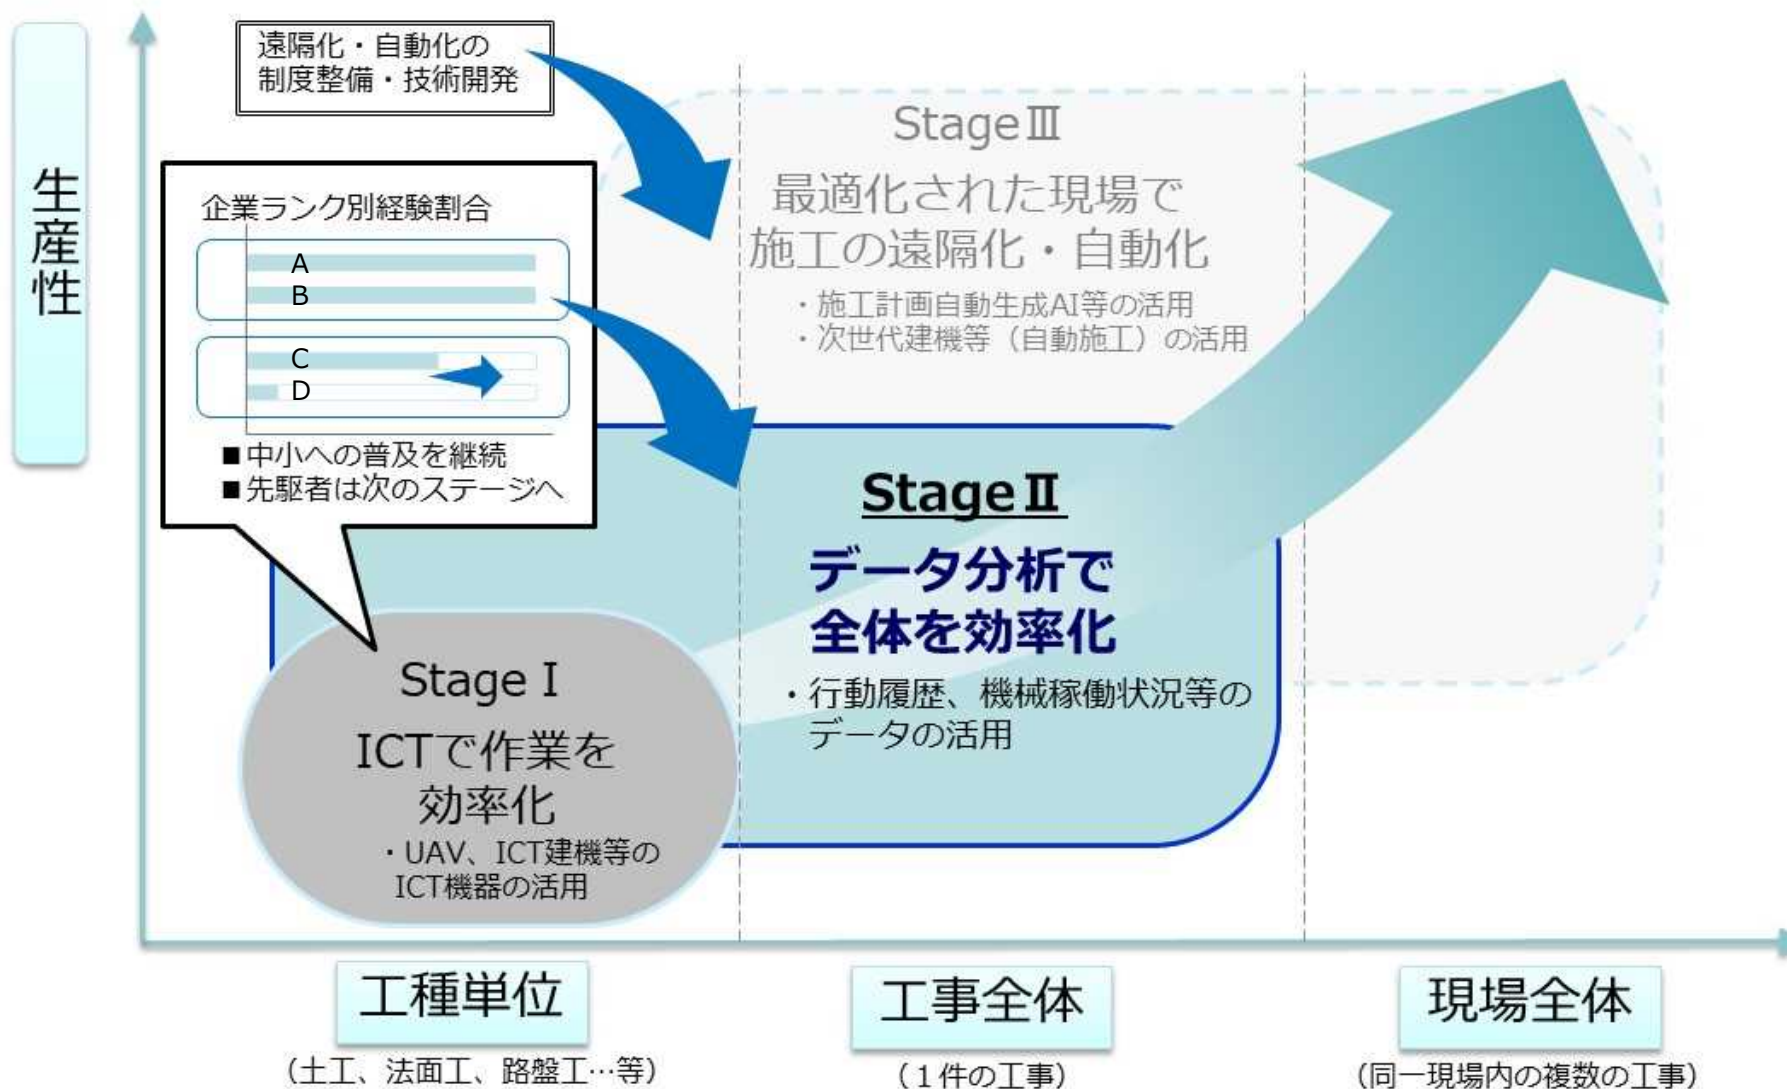 生産性
遠隔化・自動化の
制度整備・技術開発
企業ランク別経験割合
A
B
C
D
■中小への普及を継続
■先駆者は次のステージへ
StageⅢ
最適化された現場で
施工の遠隔化・自動化
・施工計画自動生成AI等の活用
・次世代建機等（自動施工）の活用
StageⅡ
データ分析で
全体を効率化
・行動履歴、機械稼働状況等の
データの活用
Stage I
ICTで作業を
効率化
・UAV、ICT建機等の
ICT機器の活用
工種単位
（土工、法面工、路盤工…等）
工事全体
（１件の工事）
現場全体
（同一現場内の複数の工事）